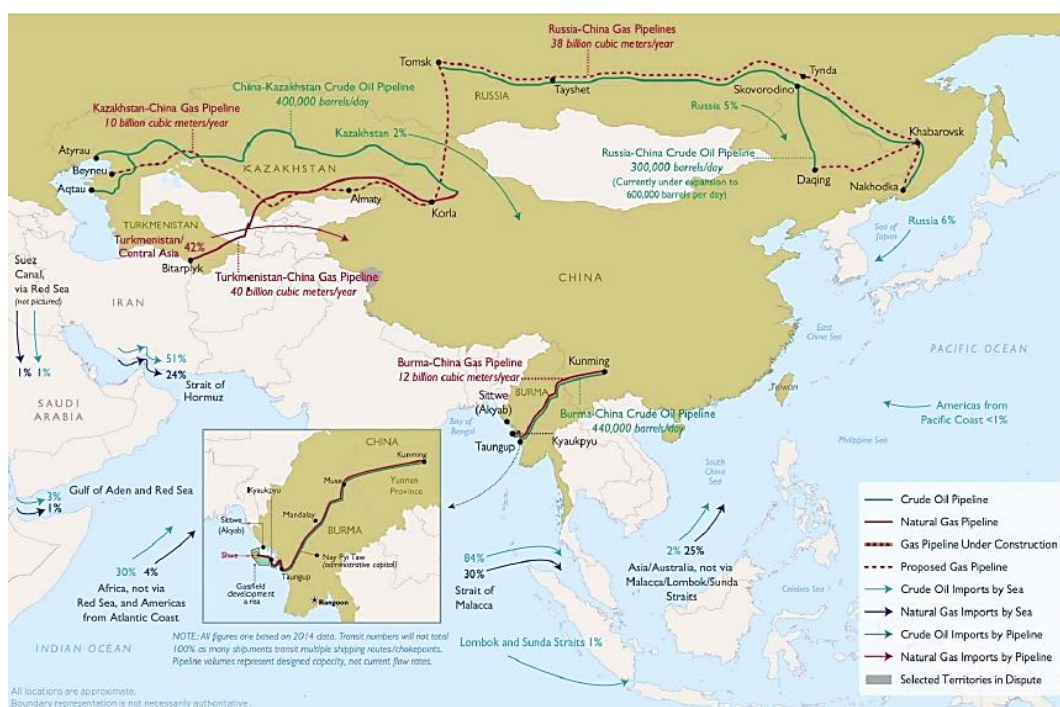 Russia-China Gas Pipelines
38 billion cubic meters/year
Tomsk
Tynda
China-Kazakhstan Crude Oil Pipeline
400,000 barrels/day
Tayshet
Skovorodino
RUSSIA
Kazakhstan-China Gas Pipeline
10 billion cubic meters/year
Russia 5%
Kazakhstan 2%
Khabarovsk
Atyrau
Beyneu
Aqtau
KAZAKHSTAN
Russia-China Crude Oil Pipeline
300,000 barrels/day
(Currently under expansion to
600,000 barrels per day)
Daqing
Nakhodka
Almaty
Korla
TURKMENISTAN
Turkmenistan/
Central Asia
42%
Bitarplyk
Russia 6%
Sea of
Japan
Suez
Canal,
via Red Sea
(not pictured)
Turkmenistan-China Gas Pipeline
40 billion cubic meters/year
CHINA
IRAN
1%
1%
51%
24%
Strait of
Hormuz
East
China Sea
PACIFIC OCEAN
Burma-China Gas Pipeline
12 billion cubic meters/year
Kunming
SAUDI
ARABIA
Sittwe
(Akyab)
BURMA
Taiwan
Burma-China Crude Oil Pipeline
440,000 barrels/day
Bay of
Bengal
Taungup
Kyaukpyu
Americas from
Pacific Coast <1%
Philippine Sea
CHINA
Kunming
Muse
Yunnan
Province
Kyaukpyu
Mandalay
Sittwe
(Akyab)
BURMA
Shwe
Nay Pyi Taw
(administrative capital)
Taungup
Gasfield
development
a rea
Rangoon
3%
Gulf of Aden and Red Sea
1%
South
China
Sea
30%
4%
Africa, not via
Red Sea, and Americas
from Atlantic Coast
84%
30%
Strait of
Malacca
2%
25%
Asia/Australia, not via
Malacca/Lombok/Sunda
Straits
Celebes Sea
Lombok and Sunda Straits 1%
INDIAN OCEAN
NOTE: All figures are based on 2014 data. Transit numbers will not total
100% as many shipments transit multiple shipping routes/chokepoints.
Pipeline volumes represent designed capacity, not current flow rates.
Crude Oil Pipeline
Natural Gas Pipeline
Gas Pipeline Under Construction
Proposed Gas Pipeline
Crude Oil Imports by Sea
Natural Gas Imports by Sea
Crude Oil Imports by Pipeline
Natural Gas Imports by Pipeline
Selected Territories in Dispute
All locations are approximate.
Boundary representation is not necessarily authoritative.